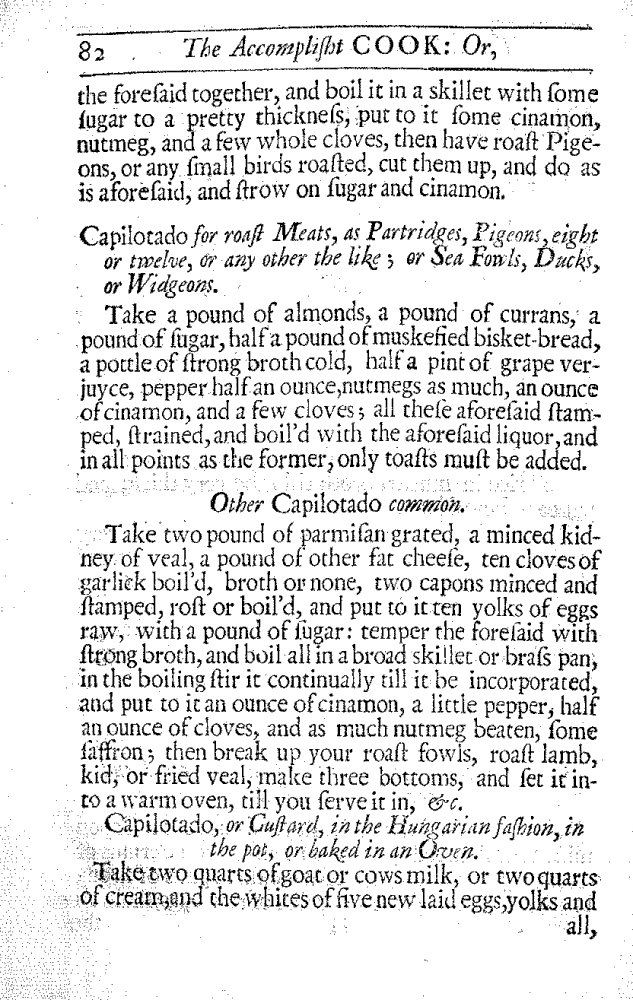 82 The Accompliſht COOK: Or,
the foreſaid together, and boil it in a skillet with ſome
ſugar to a pretty thickneſs, put to it ſome cinamon,
nutmeg, and a few whole cloves, then have roaſt Pige-
ons, or any ſmall birds roaſted, cut them up, and do as
is aforeſaid, and ſtrow on ſugar and cinamon.
Capilotado for roaſt Meats, as Partridges, Pigeons, eight
or twelve, or any other the like ; or Sea Fowls, Ducks,
or Widgeons.
Take a pound of almonds, a pound of currans, a
pound of ſugar, half a pound of muskefied bisket-bread,
a pottle of ſtrong broth cold, half a pint of grape ver-
juyce, pepper half an ounce,nutmegs as much, an ounce
of cinamon, and a few cloves ; all theſe aforeſaid ſtam-
ped, ſtrained, and boil'd with the aforeſaid liquor, and
in all points as the former, only toaſts muſt be added.
Other Capilotado common.
Take two pound of parmiſan grated, a minced kid-
ney of veal, a pound of other fat cheeſe, ten cloves of
garlick boil'd, broth or none, two capons minced and
ſtamped, roſt or boil'd, and put to it ten yolks of eggs
raw, with a pound of ſugar: temper the foreſaid with
ſtrong broth, and boil all in a broad skillet or braſs pan,
in the boiling ſtir it continually till it be incorporated,
and put to it an ounce of cinamon, a little pepper, half
an ounce of cloves, and as much nutmeg beaten, ſome
ſaffron ; then break up your roaſt fowls, roaſt lamb,
kid, or fried veal, make three bottoms, and ſet it in-
to a warm oven, till you ſerve it in, &c.
Capilotado, or Cuſtard, in the Hungarian faſhion, in
the pot, or baked in an Oven.
Take two quarts of goat or cows milk, or two quarts
of cream, and the whites of five new laid eggs, yolks and
all,